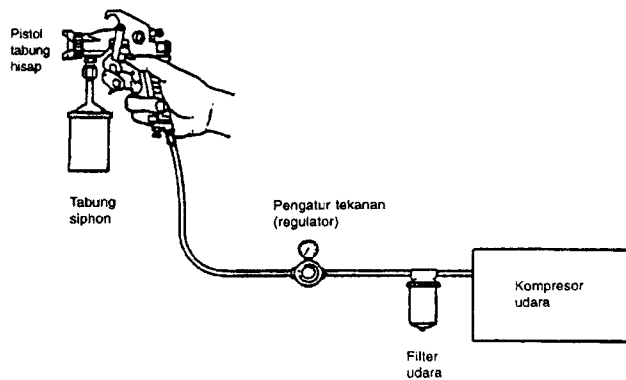 Pistol
tabung
hisap
Tabung
siphon
Pengatur tekanan
(regulator)
Kompresor
udara
Filter
udara